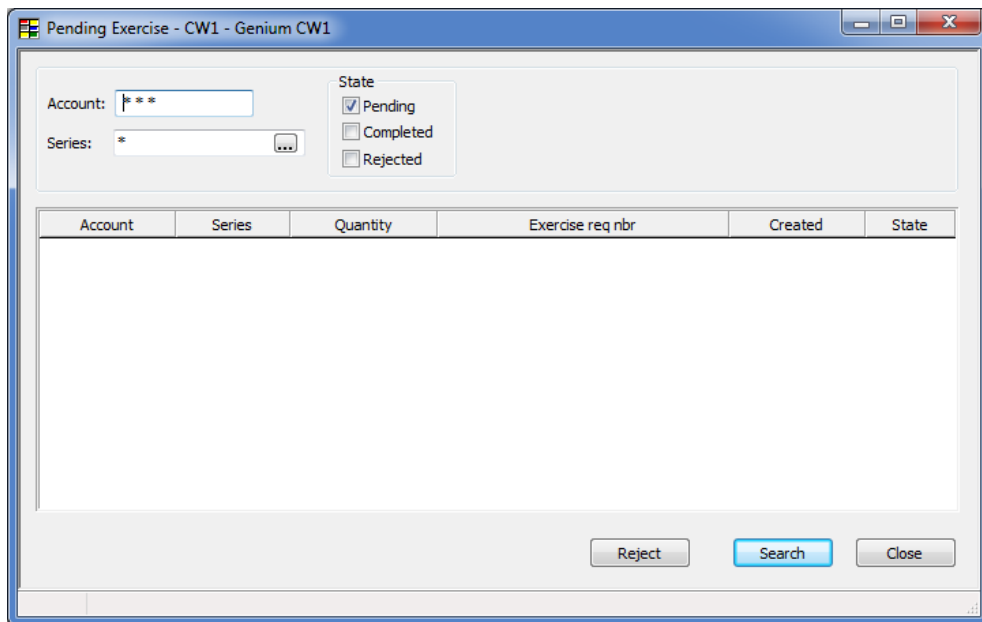 Pending Exercise - CW1 - Genium CW1
State
Account: * * *
Pending
Completed
Series: *
...
Rejected
Account Series Quantity Exercise req nbr Created State
Reject Search Close